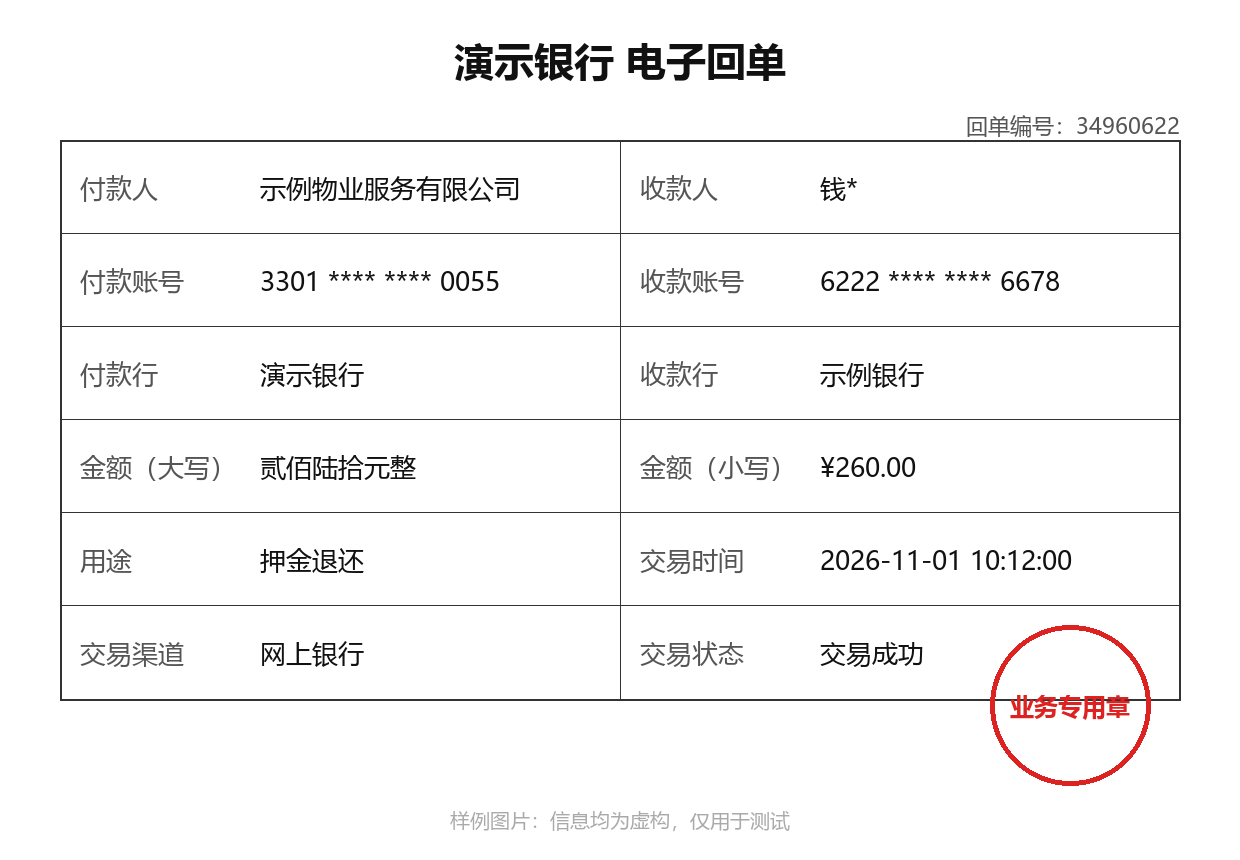 演示银行 电子回单
回单编号：34960622
付款人 示例物业服务有限公司 收款人 钱*
付款账号 3301 **** **** 0055 收款账号 6222 **** **** 6678
付款行 演示银行 收款行 示例银行
金额（大写） 贰佰陆拾元整 金额（小写） ¥260.00
用途 押金退还 交易时间 2026-11-01 10:12:00
交易渠道 网上银行 交易状态 交易成功
业务专用章
样例图片：信息均为虚构，仅用于测试